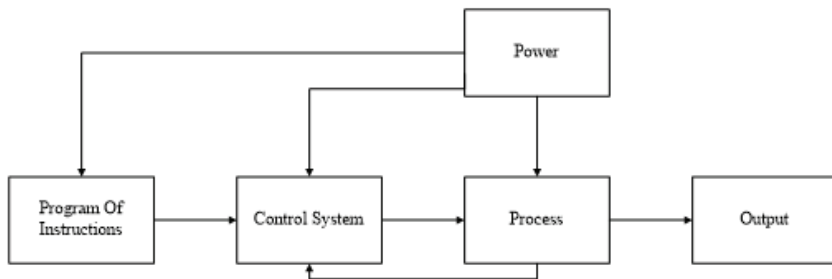 Power
Program Of
Instructions
Control System
Process
Output